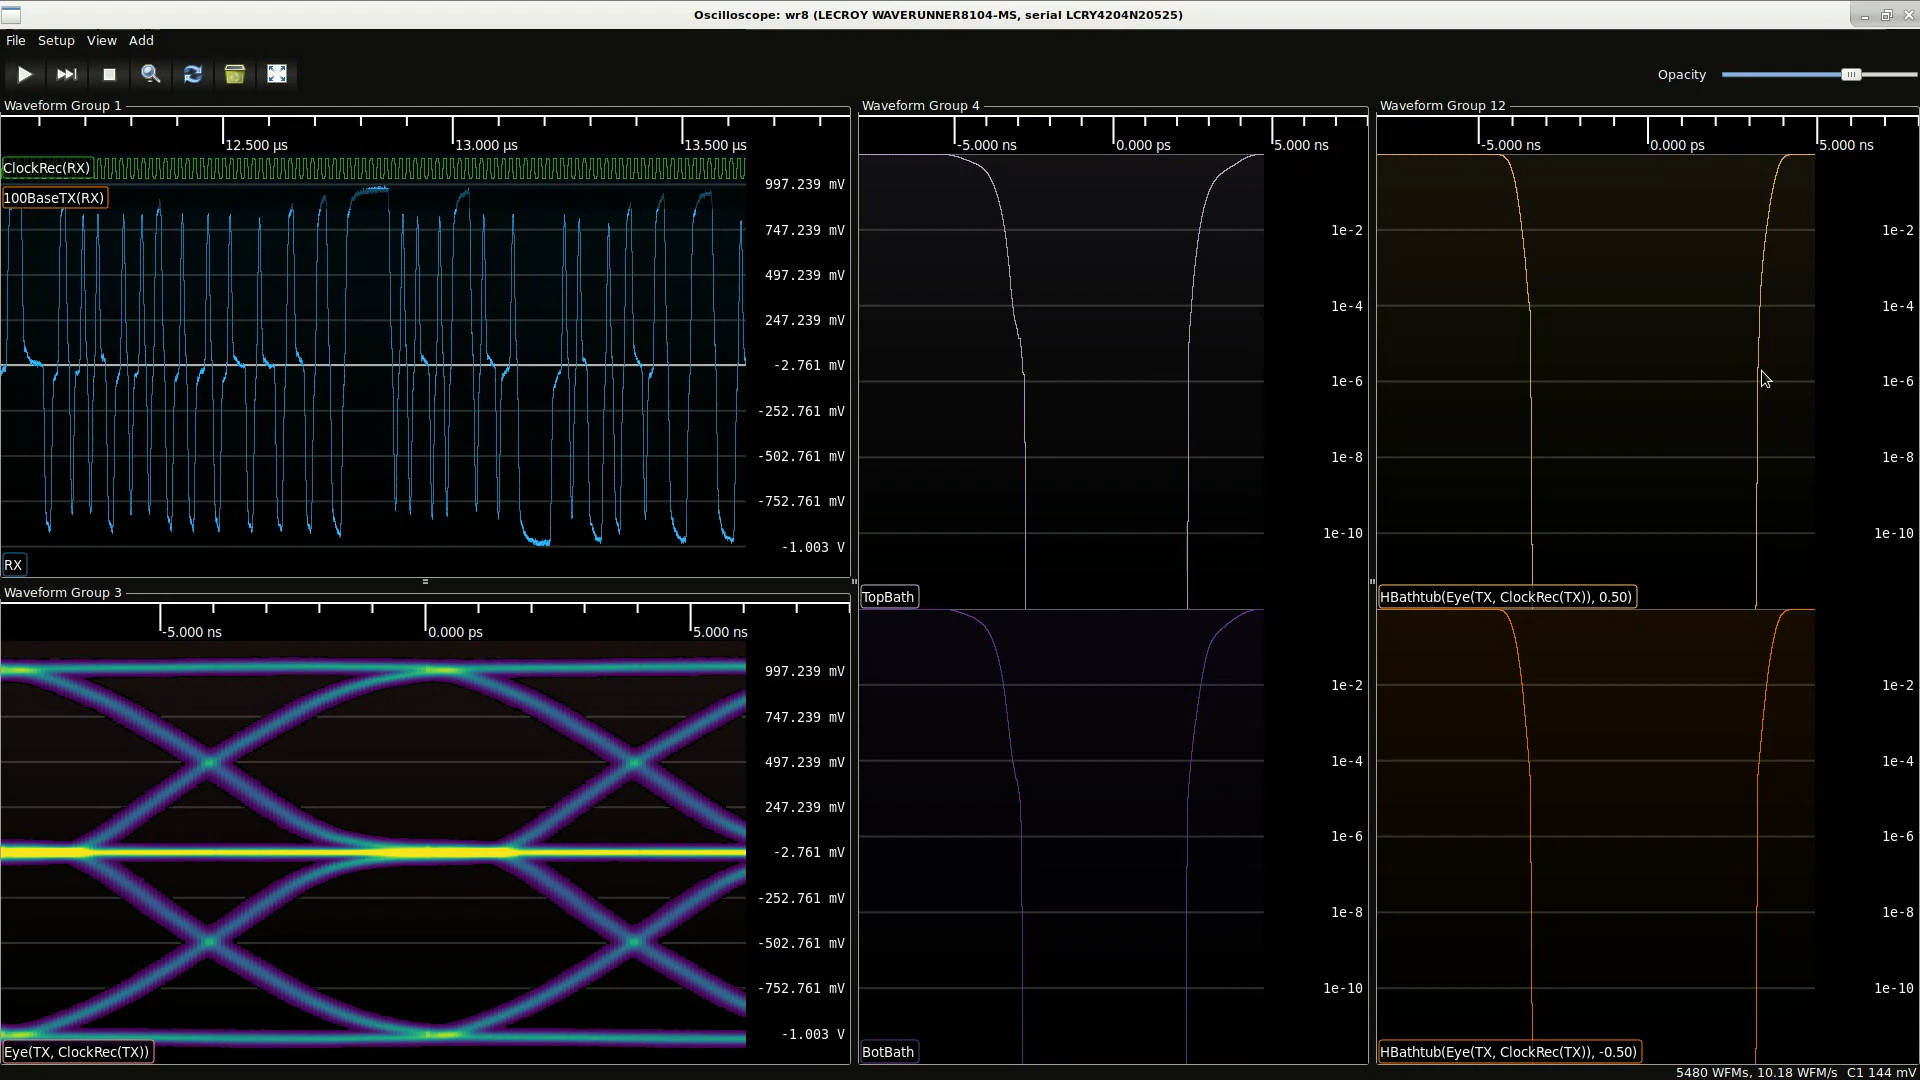 Oscilloscope: wr8 (LECROY WAVERUNNER8104-MS, serial LCRY4204N20525)
File Setup View Add
Opacity
Waveform Group 1
12.500 µs 13.000 µs 13.500 µs
ClockRec(RX)
100BaseTX(RX)
997.239 mV
747.239 mV
497.239 mV
247.239 mV
-2.761 mV
-252.761 mV
-502.761 mV
-752.761 mV
-1.003 V
RX
Waveform Group 3
-5.000 ns 0.000 ps 5.000 ns
997.239 mV
747.239 mV
497.239 mV
247.239 mV
-2.761 mV
-252.761 mV
-502.761 mV
-752.761 mV
-1.003 V
Eye(TX, ClockRec(TX))
Waveform Group 4
-5.000 ns 0.000 ps 5.000 ns
1e-2
1e-4
1e-6
1e-8
1e-10
TopBath
1e-2
1e-4
1e-6
1e-8
1e-10
BotBath
Waveform Group 12
-5.000 ns 0.000 ps 5.000 ns
1e-2
1e-4
1e-6
1e-8
1e-10
HBathtub(Eye(TX, ClockRec(TX)), 0.50)
1e-2
1e-4
1e-6
1e-8
1e-10
HBathtub(Eye(TX, ClockRec(TX)), -0.50)
5480 WFMs, 10.18 WFM/s C1 144 mV